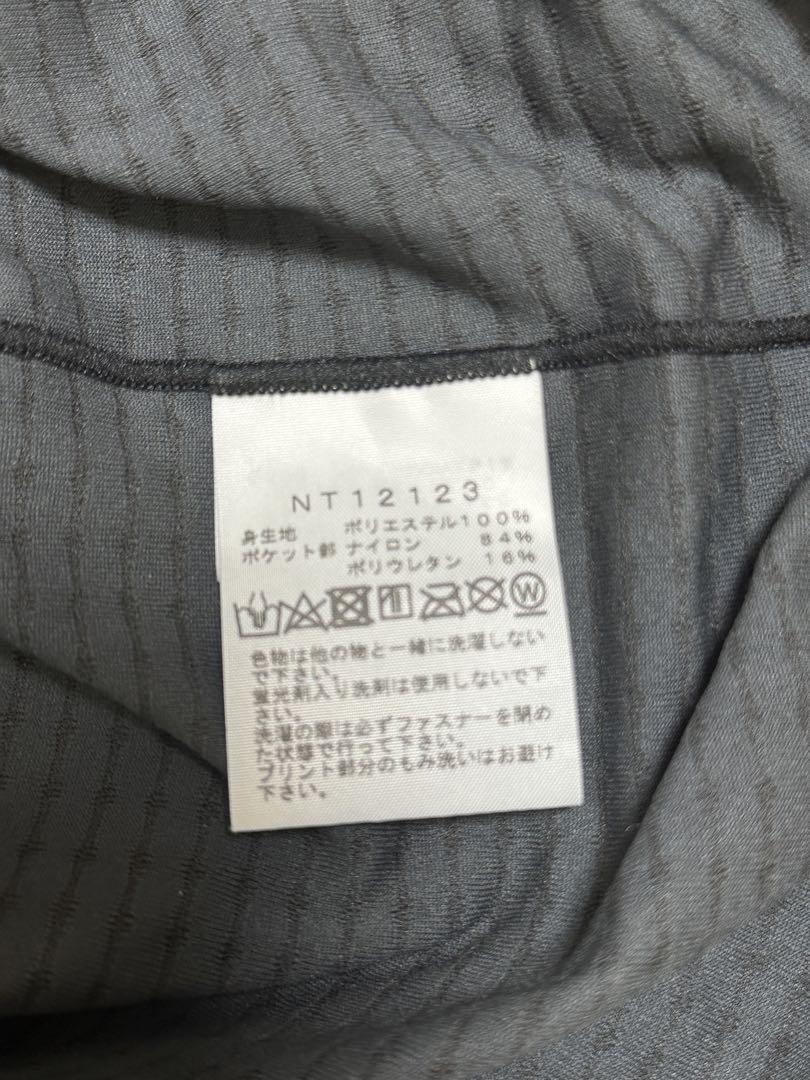 NT12123
身生地 ポリエステル100%
ポケット部 ナイロン 84%
ポリウレタン 16%
W
色物は他の物と一緒に洗濯しない
で下さい。
蛍光剤入り洗剤は使用しないで下
さい。
洗濯の際は必ずファスナーを閉め
た状態で行って下さい。
プリント部分のもみ洗いはお避け
下さい。